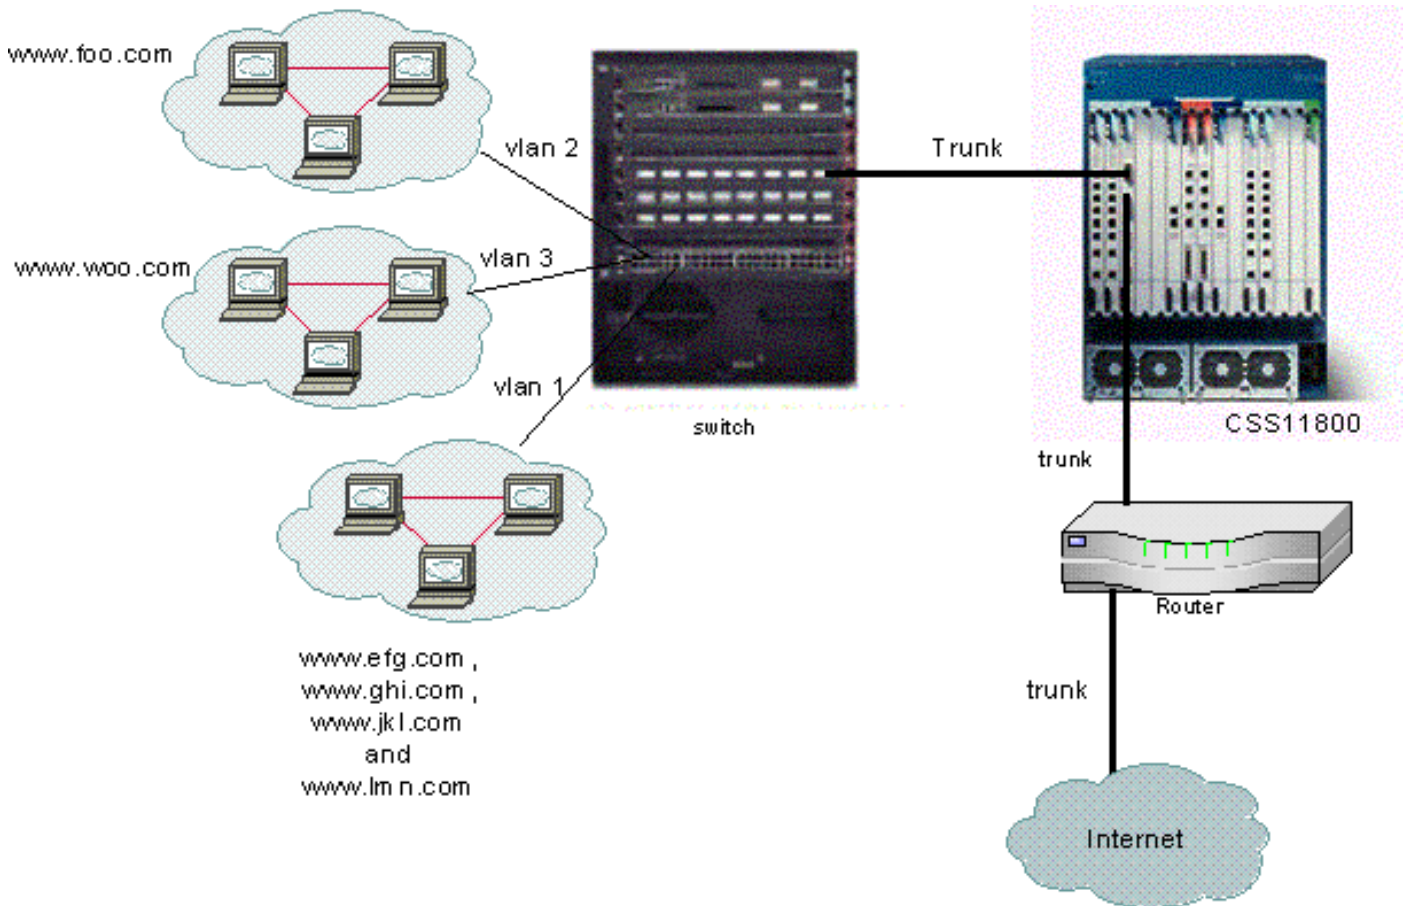 www.foo.com
vlan 2
Trunk
www.woo.com
vlan 3
vlan 1
switch
CSS11800
trunk
Router
www.efg.com ,
www.ghi.com ,
www.jkl.com
and
www.lmn.com
trunk
Internet